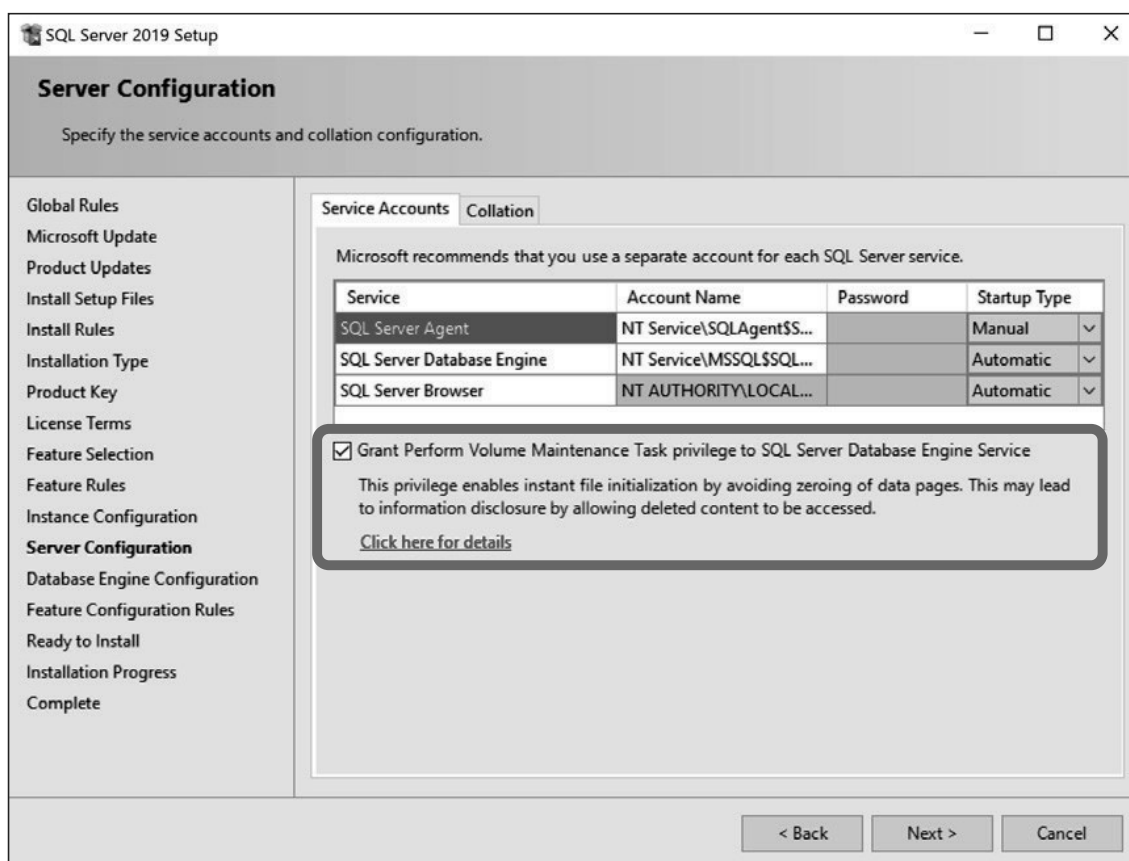 SQL Server 2019 Setup
Server Configuration
Specify the service accounts and collation configuration.
Global Rules
Microsoft Update
Product Updates
Install Setup Files
Install Rules
Installation Type
Product Key
License Terms
Feature Selection
Feature Rules
Instance Configuration
Server Configuration
Database Engine Configuration
Feature Configuration Rules
Ready to Install
Installation Progress
Complete
Service Accounts Collation
Microsoft recommends that you use a separate account for each SQL Server service.
Service Account Name Password Startup Type
SQL Server Agent NT Service\SQLAgent$S... Manual
SQL Server Database Engine NT Service\MSSQL$SQL... Automatic
SQL Server Browser NT AUTHORITY\LOCAL... Automatic
Grant Perform Volume Maintenance Task privilege to SQL Server Database Engine Service
This privilege enables instant file initialization by avoiding zeroing of data pages. This may lead
to information disclosure by allowing deleted content to be accessed.
Click here for details
< Back Next > Cancel